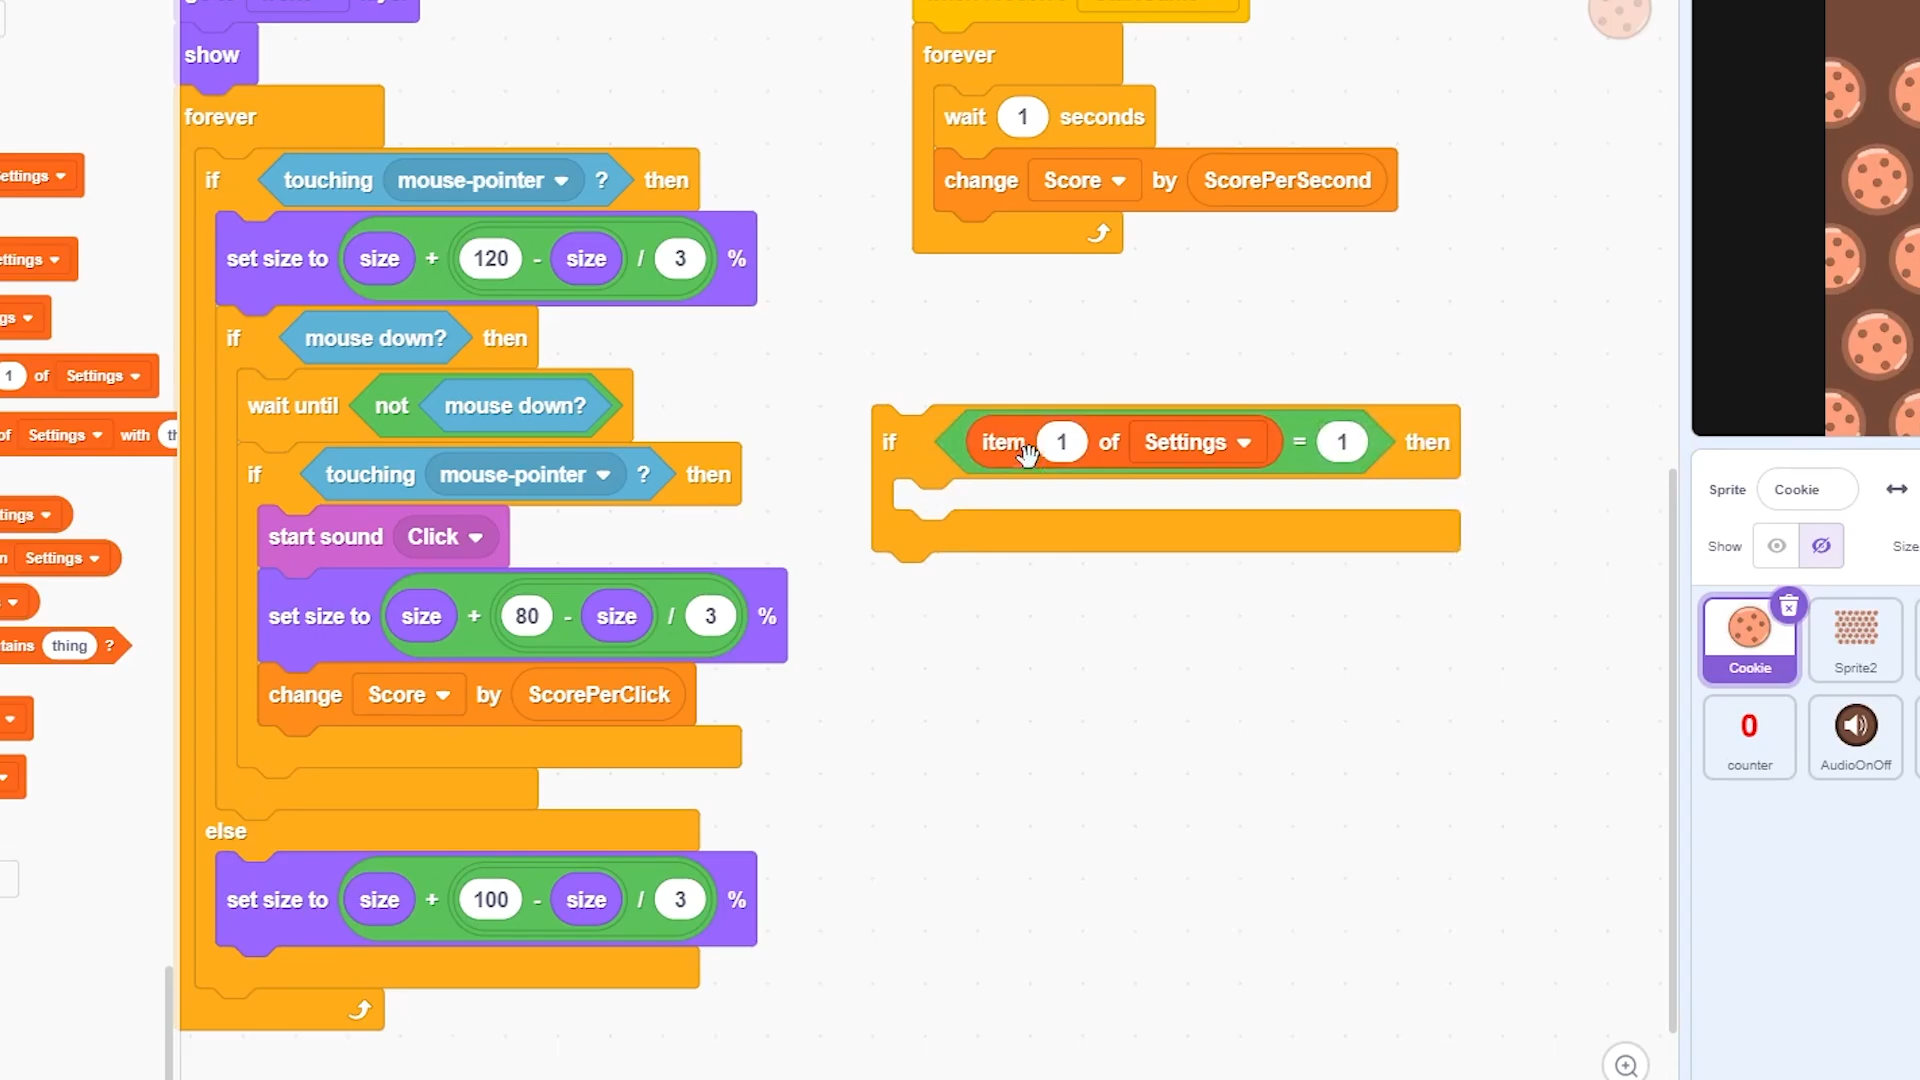 show
forever
if touching mouse-pointer ? then
set size to size + 120 - size / 3 %
if mouse down? then
wait until not mouse down?
if touching mouse-pointer ? then
start sound Click
set size to size + 80 - size / 3 %
change Score by ScorePerClick
else
set size to size + 100 - size / 3 %
forever
wait 1 seconds
change Score by ScorePerSecond
if item 1 of Settings = 1 then
ettings
ettings
gs
1 of Settings
of Settings with th
tings
n Settings
tains thing ?
Sprite Cookie
Show Size
Cookie
Sprite2
0
counter
AudioOnOff